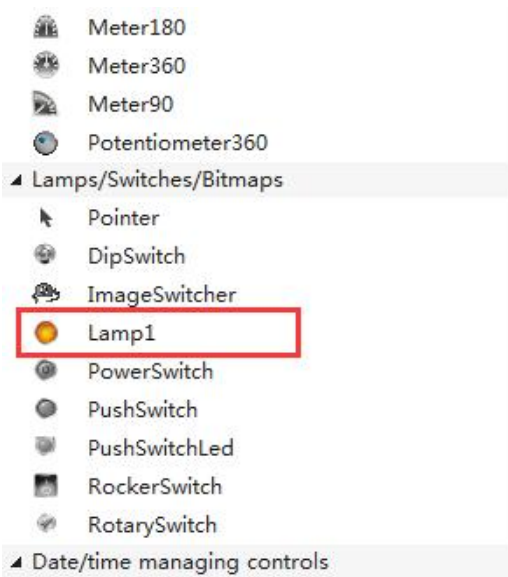 Meter180
Meter360
Meter90
Potentiometer360
Lamps/Switches/Bitmaps
Pointer
DipSwitch
ImageSwitcher
Lamp1
PowerSwitch
PushSwitch
PushSwitchLed
RockerSwitch
RotarySwitch
Date/time managing controls